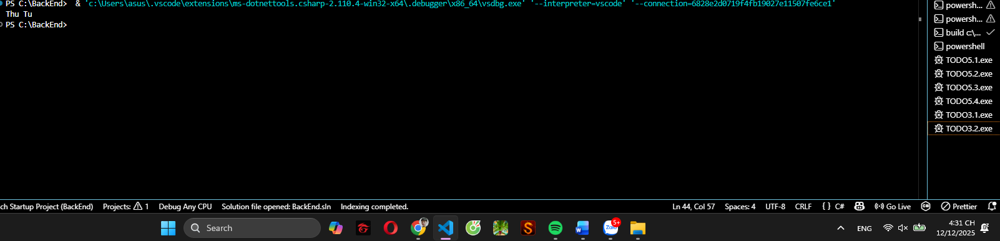 PS C:\BackEnd>  & 'c:\Users\asus\.vscode\extensions\ms-dotnettools.csharp-2.110.4-win32-x64\.debugger\x86_64\vsdbg.exe' '--interpreter=vscode' '--connection=6828e2d0719f4fb19027e11507fe6ce1'
Thu Tu
PS C:\BackEnd>
powersh...
powersh...
build c:\...
powershell
TODO5.1.exe
TODO5.2.exe
TODO5.3.exe
TODO5.4.exe
TODO3.1.exe
TODO3.2.exe
ch Startup Project (BackEnd) Projects: 1 Debug Any CPU Solution file opened: BackEnd.sln Indexing completed. Ln 44, Col 57 Spaces: 4 UTF-8 CRLF { } C# Go Live Prettier
Search
5+
Zalo
ENG
4:31 CH
12/12/2025